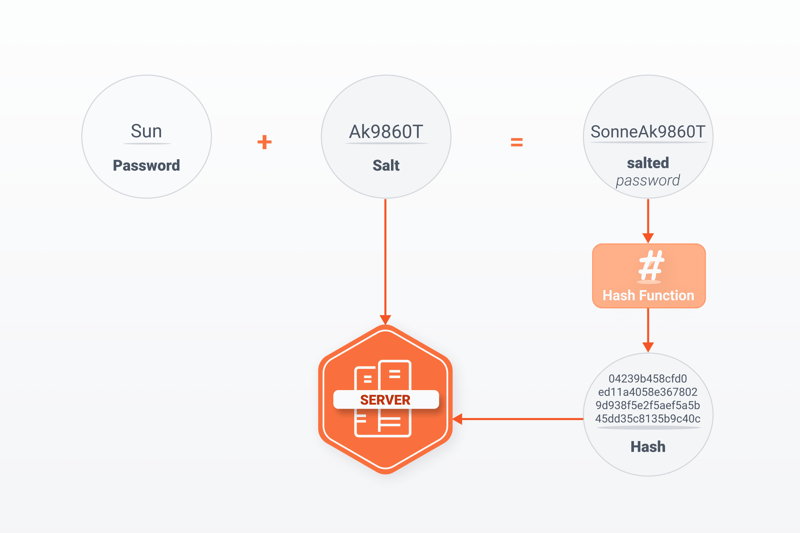 Sun
Password
+
Ak9860T
Salt
=
SonneAk9860T
salted
password
#
Hash Function
04239b458cfd0
ed11a4058e367802
9d938f5e2f5aef5a5b
45dd35c8135b9c40c
Hash
SERVER